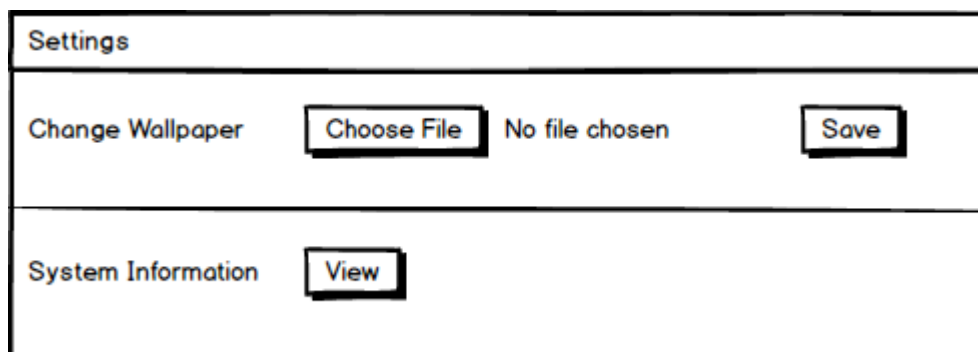 Settings
Change Wallpaper Choose File No file chosen Save
System Information View